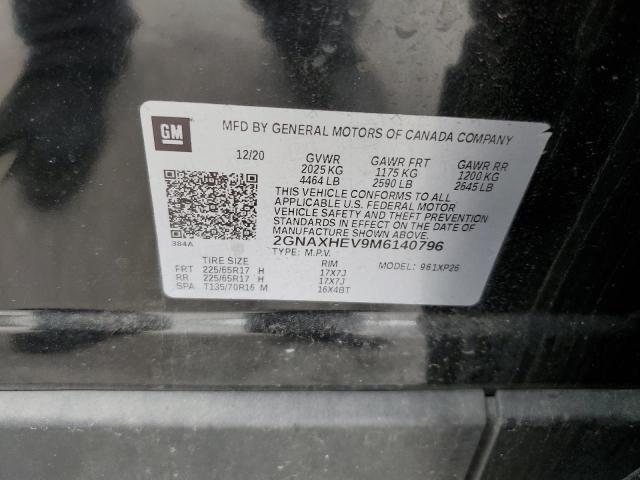 GM
MFD BY GENERAL MOTORS OF CANADA COMPANY
12/20 GVWR GAWR FRT GAWR RR
2025 KG 1175 KG 1200 KG
4464 LB 2590 LB 2645 LB
THIS VEHICLE CONFORMS TO ALL
APPLICABLE U.S. FEDERAL MOTOR
VEHICLE SAFETY AND THEFT PREVENTION
STANDARDS IN EFFECT ON THE DATE OF
MANUFACTURE SHOWN ABOVE.
384A 2GNAXHEV9M6140796
TYPE: M.P.V. MODEL: 961XP26
TIRE SIZE RIM
FRT 225/65R17 H 17X7J
RR 225/65R17 H 17X7J
SPA T135/70R16 M 16X4BT